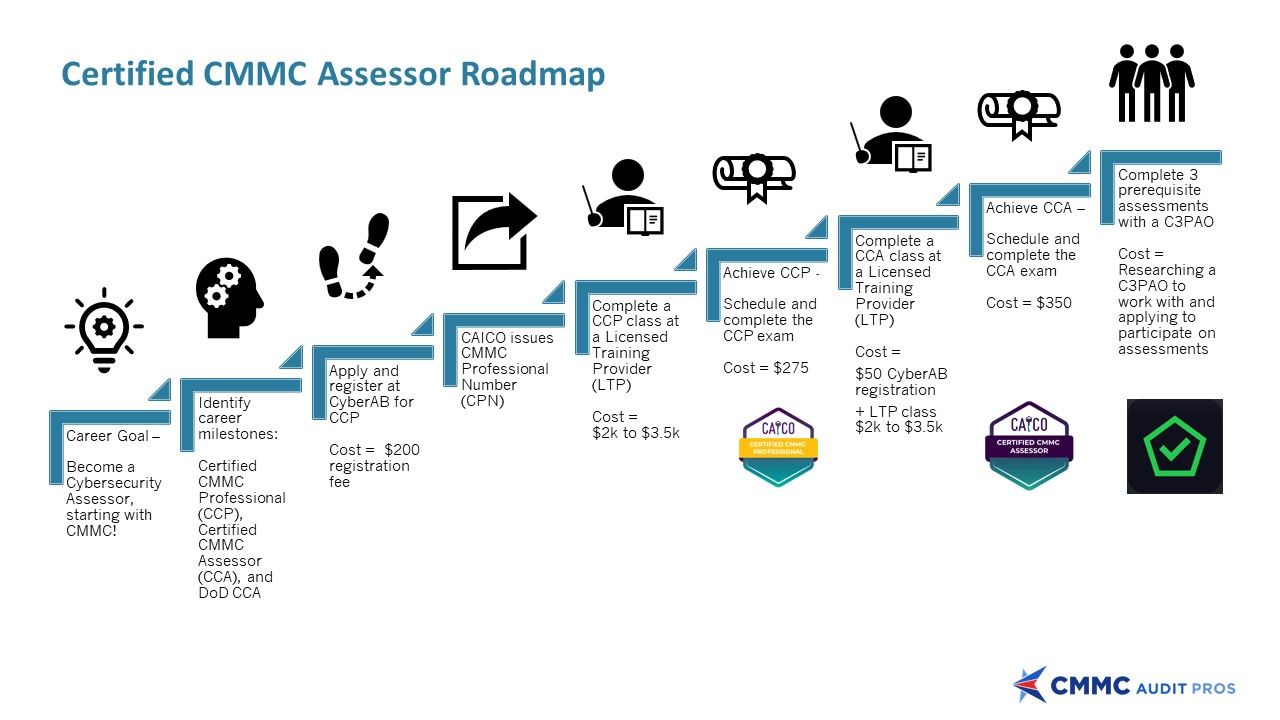 Certified CMMC Assessor Roadmap
Career Goal –
Become a
Cybersecurity
Assessor,
starting with
CMMC!
Identify
career
milestones:
Certified
CMMC
Professional
(CCP),
Certified
CMMC
Assessor
(CCA), and
DoD CCA
Apply and
register at
CyberAB for
CCP
Cost =  $200
registration
fee
CAICO issues
CMMC
Professional
Number
(CPN)
Complete a
CCP class at
a Licensed
Training
Provider
(LTP)
Cost =
$2k to $3.5k
Achieve CCP -
Schedule and
complete the
CCP exam
Cost = $275
CAICO
CERTIFIED CMMC
PROFESSIONAL
Complete a
CCA class at
a Licensed
Training
Provider
(LTP)
Cost =
$50 CyberAB
registration
+ LTP class
$2k to $3.5k
Achieve CCA –
Schedule and
complete the
CCA exam
Cost = $350
CAICO
CERTIFIED CMMC
ASSESSOR
Complete 3
prerequisite
assessments
with a C3PAO
Cost =
Researching a
C3PAO to
work with and
applying to
participate on
assessments
CMMC AUDIT PROS